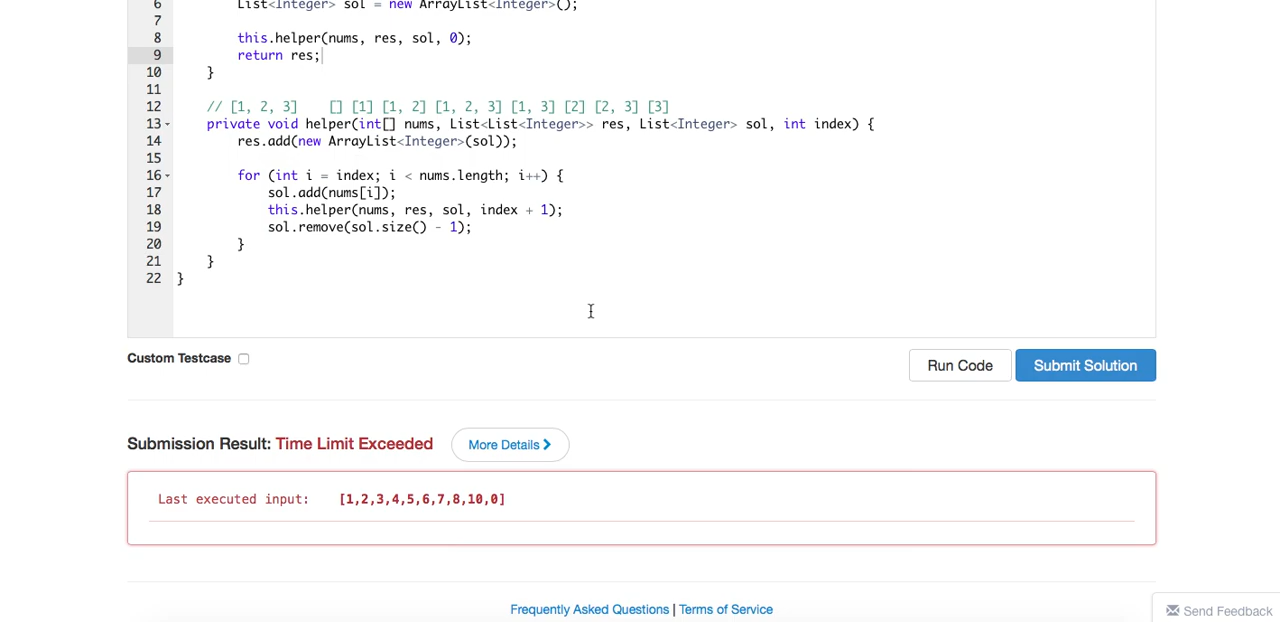 6 List<Integer> sol = new ArrayList<Integer>();
7
8 this.helper(nums, res, sol, 0);
9 return res;
10 }
11
12 // [1, 2, 3] [] [1] [1, 2] [1, 2, 3] [1, 3] [2] [2, 3] [3]
13 private void helper(int[] nums, List<List<Integer>> res, List<Integer> sol, int index) {
14 res.add(new ArrayList<Integer>(sol));
15
16 for (int i = index; i < nums.length; i++) {
17 sol.add(nums[i]);
18 this.helper(nums, res, sol, index + 1);
19 sol.remove(sol.size() - 1);
20 }
21 }
22 }
Custom Testcase
Run Code Submit Solution
Submission Result: Time Limit Exceeded More Details
Last executed input: [1,2,3,4,5,6,7,8,10,0]
Frequently Asked Questions | Terms of Service
Send Feedback